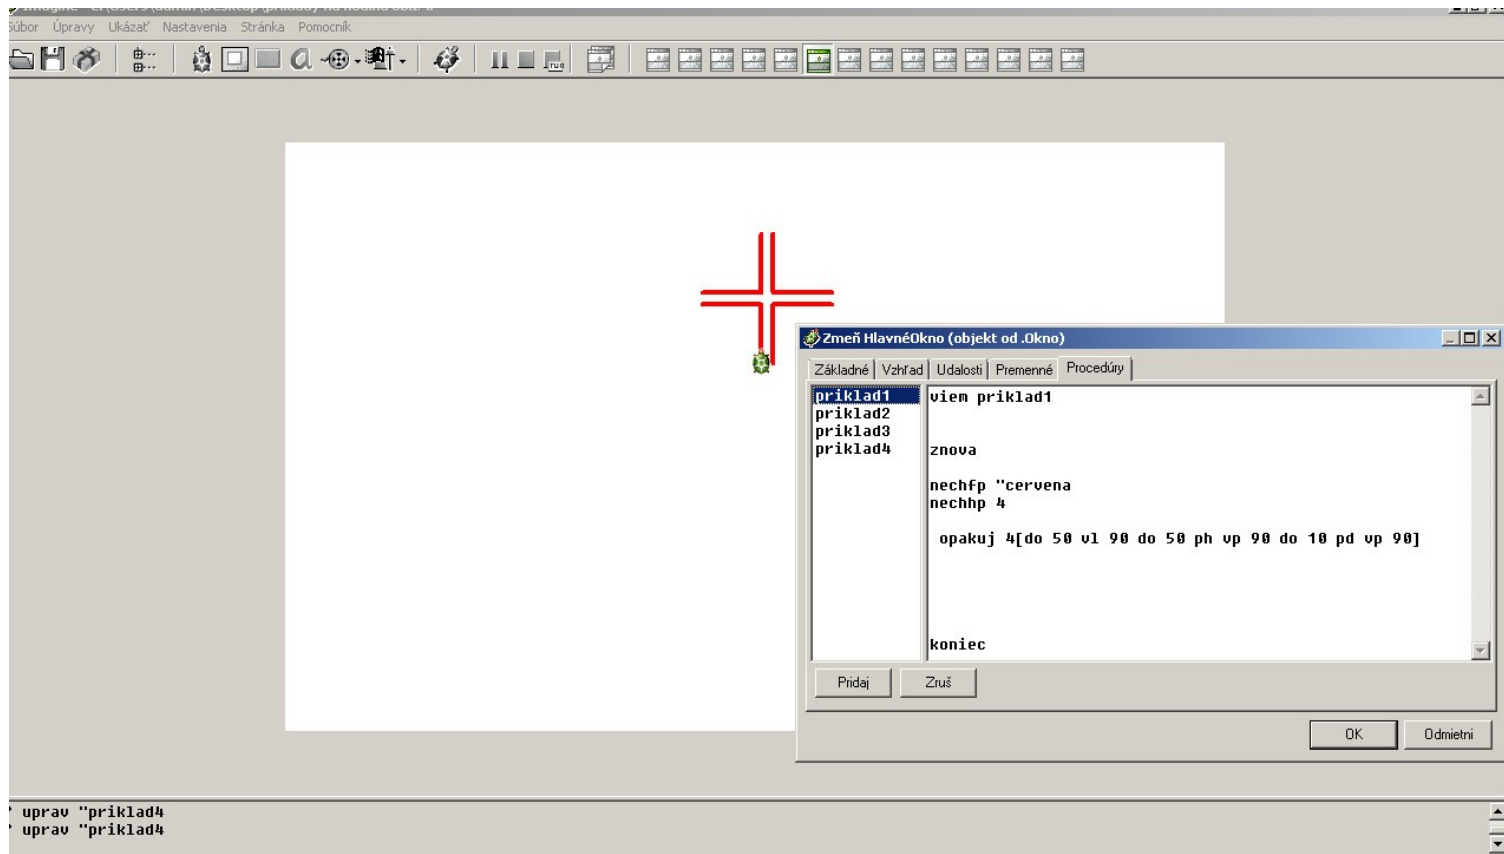 Súbor Úpravy Ukázať Nastavenia Stránka Pomocník
run
Zmeň HlavnéOkno (objekt od .Okno)
Základné Vzhľad Udalosti Premenné Procedúry
priklad1
priklad2
priklad3
priklad4
viem priklad1
znova
nechfp "cervena
nechhp 4
opakuj 4[do 50 vl 90 do 50 ph vp 90 do 10 pd vp 90]
koniec
Pridaj Zruš
OK Odmietni
? uprav "priklad4
? uprav "priklad4